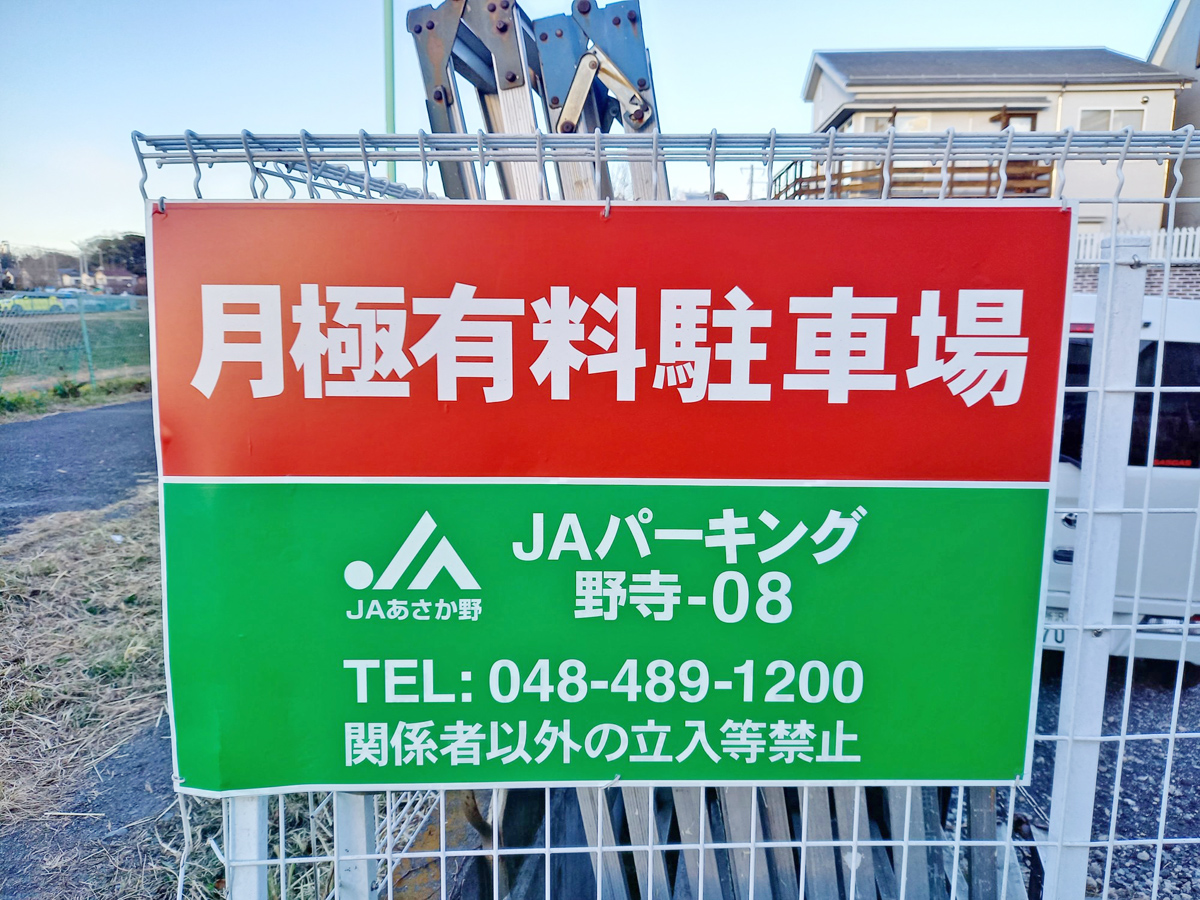 月極有料駐車場
JAパーキング
野寺-08
JAあさか野
TEL: 048-489-1200
関係者以外の立入等禁止